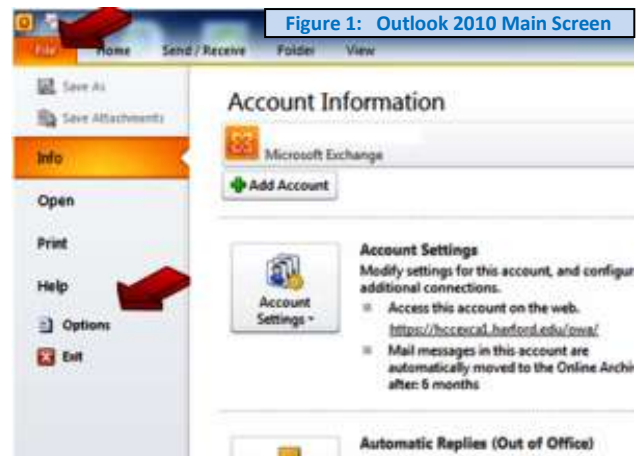 Figure 1: Outlook 2010 Main Screen
File Home Send / Receive Folder View
Save As
Save Attachments
Info
Open
Print
Help
Options
Exit
Account Information
Microsoft Exchange
Add Account
Account Settings
Account Settings
Modify settings for this account, and configur
additional connections.
Access this account on the web.
https://hccexca1.harford.edu/owa/
Mail messages in this account are
automatically moved to the Online Archi
after: 6 months
Automatic Replies (Out of Office)